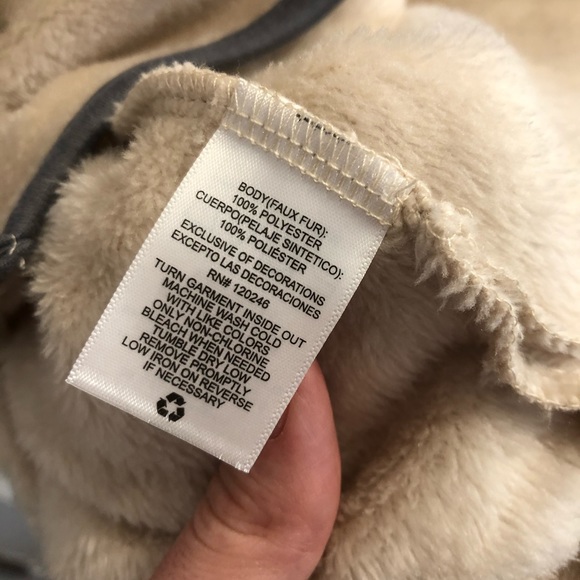 BODY(FAUX FUR):
100% POLYESTER
CUERPO(PELAJE SINTETICO):
100% POLIÉSTER
EXCLUSIVE OF DECORATIONS
EXCEPTO LAS DECORACIONES
RN# 120246
TURN GARMENT INSIDE OUT
MACHINE WASH COLD
WITH LIKE COLORS
ONLY NON-CHLORINE
BLEACH WHEN NEEDED
TUMBLE DRY LOW
REMOVE PROMPTLY
LOW IRON ON REVERSE
IF NECESSARY